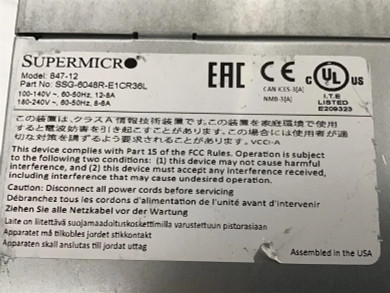 SUPERMICRO
Model: 847-12
Part No: SSG-6048R-E1CR36L
100-140V ~, 60-50Hz, 12-8A
180-240V ~, 60-50Hz, 8-6A
EAC
CE
CAN ICES-3(A)
NMB-3(A)
C UL US
I.T.E
LISTED
E209323
この装置は、クラスA情報技術装置です。この装置を家庭環境で使用
すると電波妨害を引き起こすことがあります。この場合には使用者が適
切な対策を講ずるよう要求されることがあります。VCCI-A
This device complies with Part 15 of the FCC Rules. Operation is subject
to the following two conditions: (1) this device may not cause harmful
interference, and (2) this device must accept any interference received,
including interference that may cause undesired operation.
Caution: Disconnect all power cords before servicing
Débranchez tous les cordons d'alimentation de l'unité avant d'intervenir
Ziehen Sie alle Netzkabel vor der Wartung
Laite on liitettävä suojamaadoituskoskettimilla varustettuun pistorasiaan
Apparatet må tilkobles jordet stikkontakt
Apparaten skall anslutas till jordat uttag
Assembled in the USA